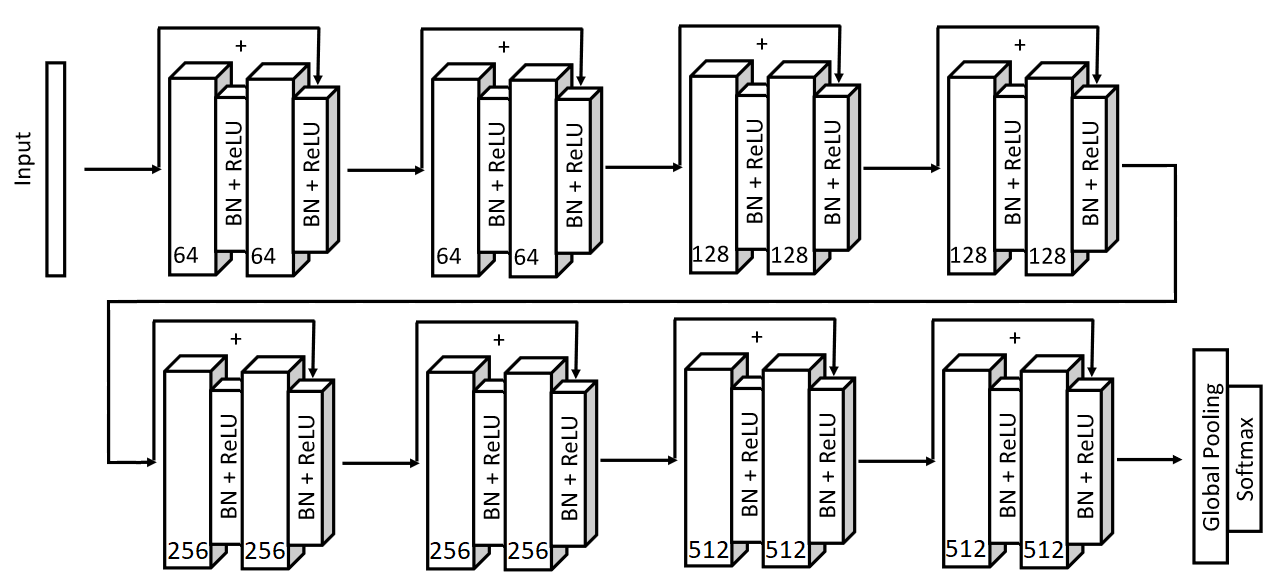 Input
+
64
BN + ReLU
64
BN + ReLU
+
64
BN + ReLU
64
BN + ReLU
+
128
BN + ReLU
128
BN + ReLU
+
128
BN + ReLU
128
BN + ReLU
+
256
BN + ReLU
256
BN + ReLU
+
256
BN + ReLU
256
BN + ReLU
+
512
BN + ReLU
512
BN + ReLU
+
512
BN + ReLU
512
BN + ReLU
Global Pooling
Softmax